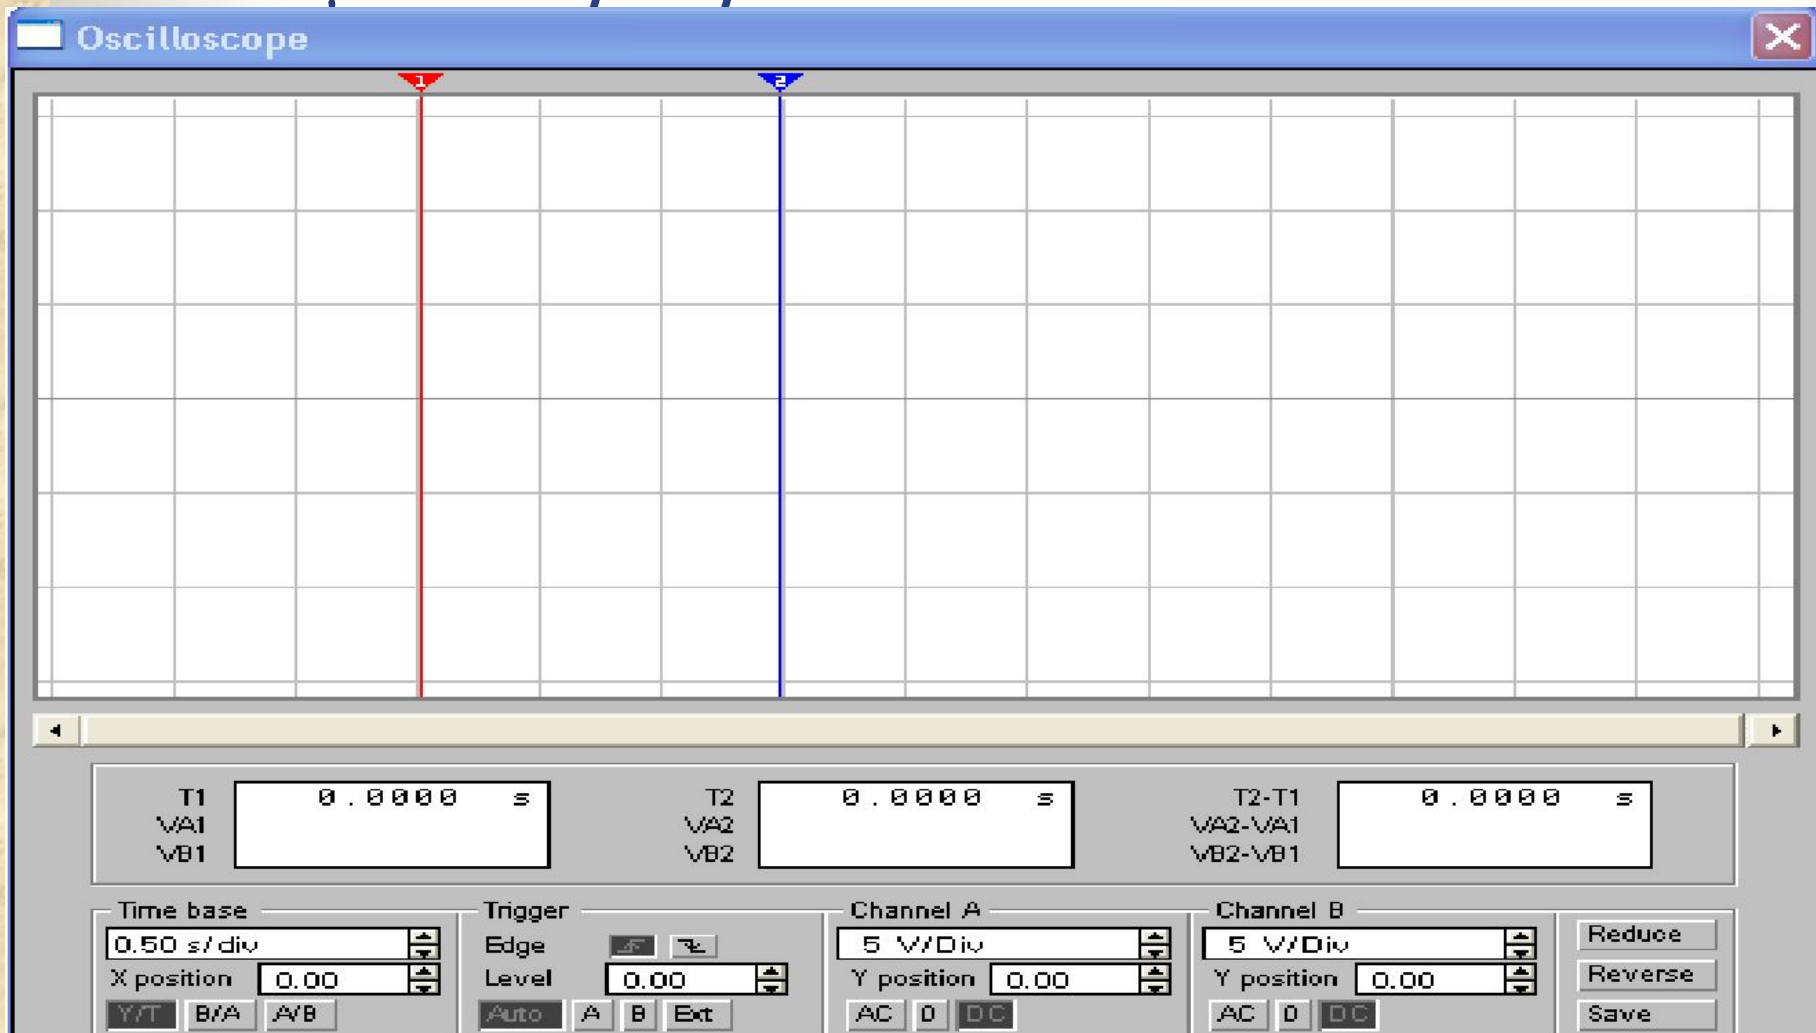 Oscilloscope
1 2
T1 0.0000 s T2 0.0000 s T2-T1 0.0000 s
VA1 VA2 VA2-VA1
VB1 VB2 VB2-VB1
Time base Trigger Channel A Channel B
0.50 s/div Edge 5 V/Div 5 V/Div Reduce
X position 0.00 Level 0.00 Y position 0.00 Y position 0.00 Reverse
Y/T B/A A/B Auto A B Ext AC 0 DC AC 0 DC Save